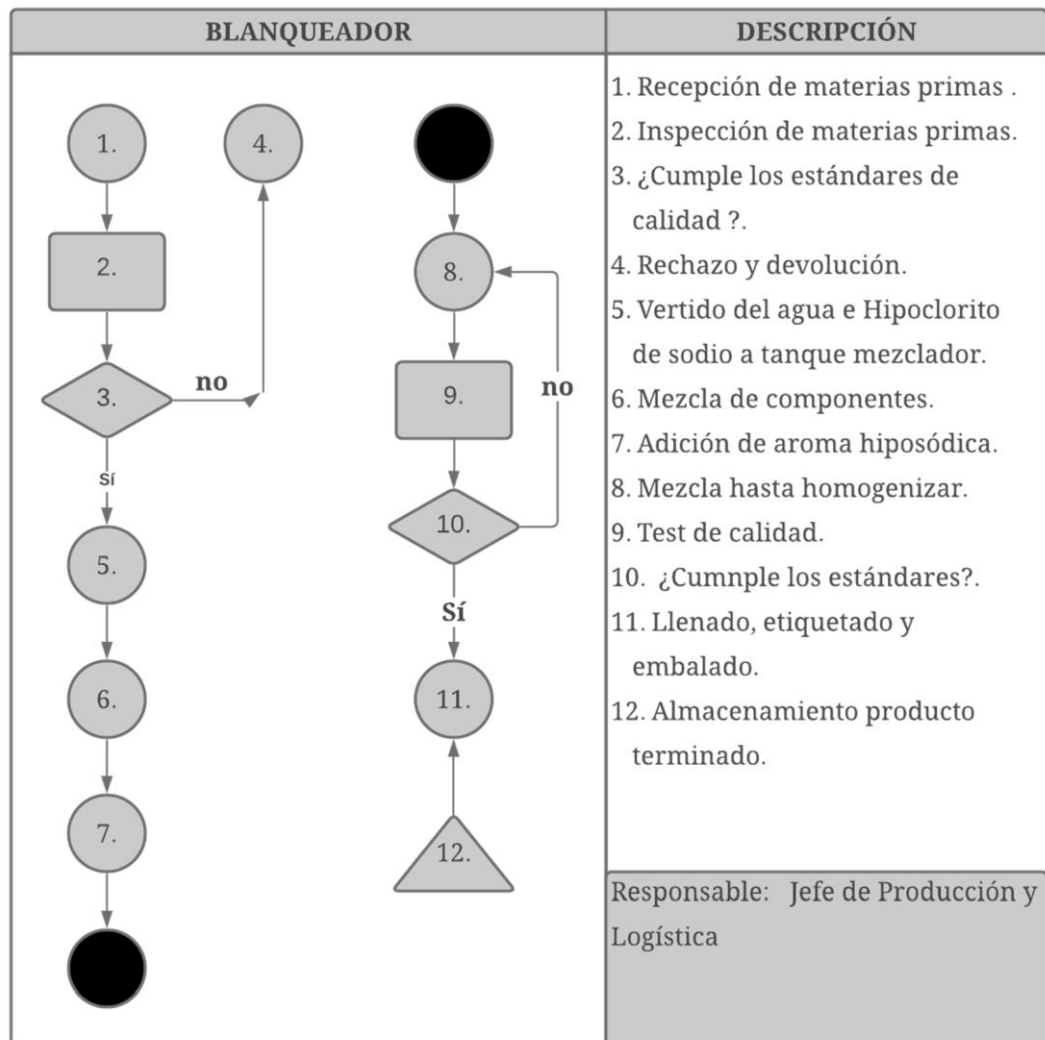 BLANQUEADOR
DESCRIPCIÓN
1.
4.
2.
3.
no
Sí
5.
6.
7.
8.
9.
no
10.
Sí
11.
12.
1. Recepción de materias primas .
2. Inspección de materias primas.
3. ¿Cumple los estándares de
calidad ?.
4. Rechazo y devolución.
5. Vertido del agua e Hipoclorito
de sodio a tanque mezclador.
6. Mezcla de componentes.
7. Adición de aroma hiposódica.
8. Mezcla hasta homogenizar.
9. Test de calidad.
10. ¿Cumnple los estándares?.
11. Llenado, etiquetado y
embalado.
12. Almacenamiento producto
terminado.
Responsable: Jefe de Producción y
Logística